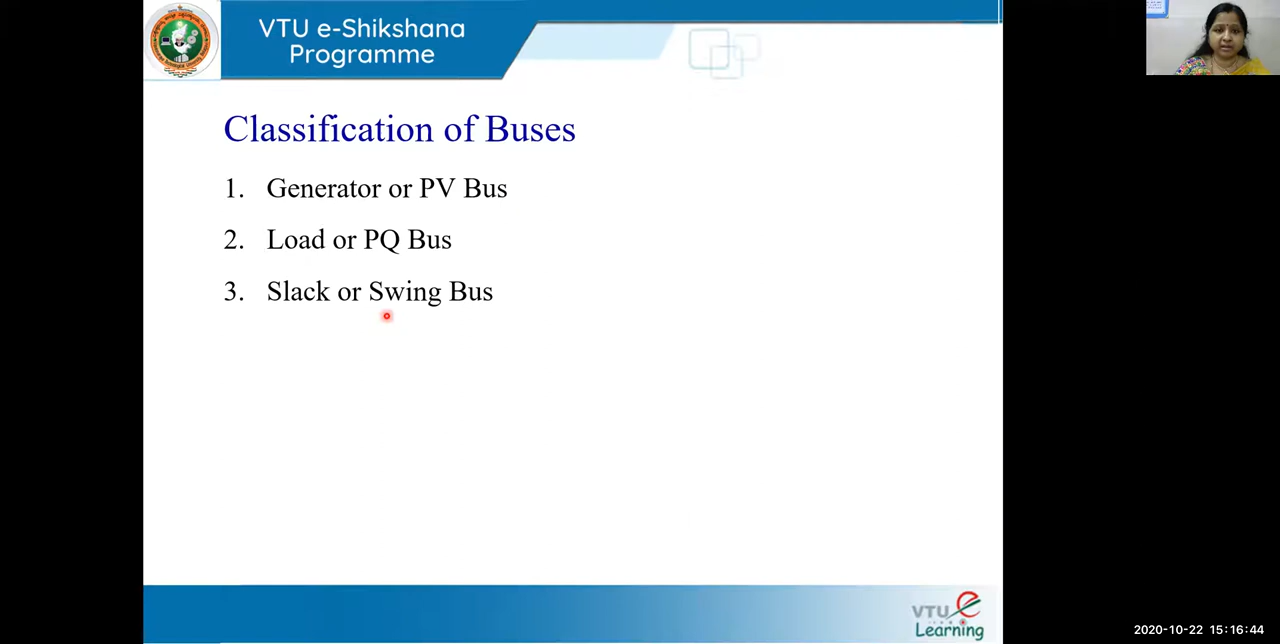 VTU e-Shikshana
Programme
Classification of Buses
1. Generator or PV Bus
2. Load or PQ Bus
3. Slack or Swing Bus
VTU e
Learning
2020-10-22 15:16:44